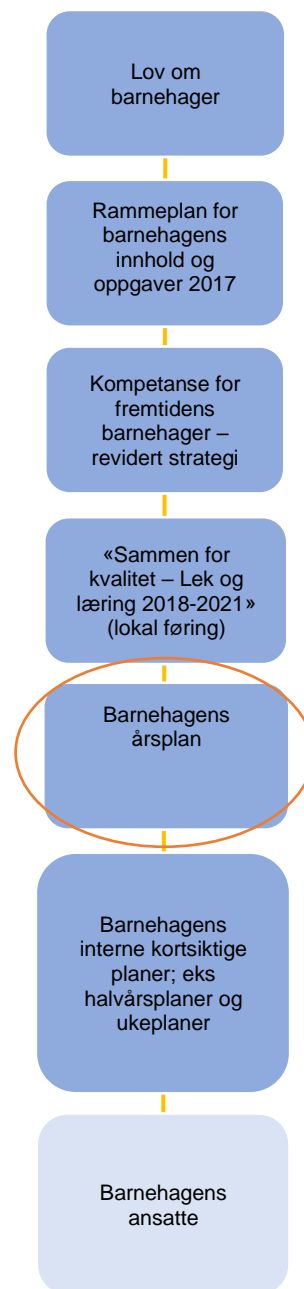 Lov om
barnehager
Rammeplan for
barnehagens
innhold og
oppgaver 2017
Kompetanse for
fremtidens
barnehager –
revidert strategi
«Sammen for
kvalitet – Lek og
læring 2018-2021»
(lokal føring)
Barnehagens
årsplan
Barnehagens
interne kortsiktige
planer; eks
halvårsplaner og
ukeplaner
Barnehagens
ansatte